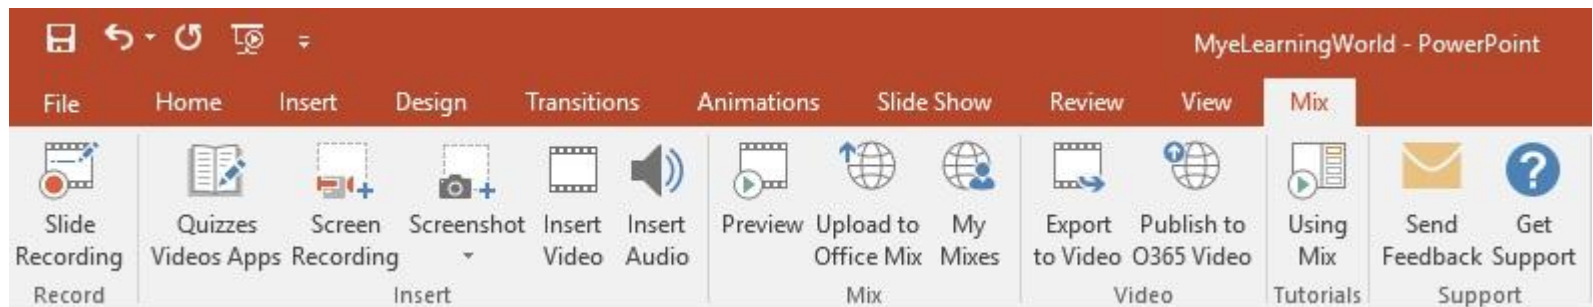 MyeLearningWorld - PowerPoint
File Home Insert Design Transitions Animations Slide Show Review View Mix
Slide Quizzes Screen Screenshot Insert Insert Preview Upload to My Export Publish to Using Send Get
Recording Videos Apps Recording Video Audio Office Mix Mixes to Video O365 Video Mix Feedback Support
Record Insert Mix Video Tutorials Support